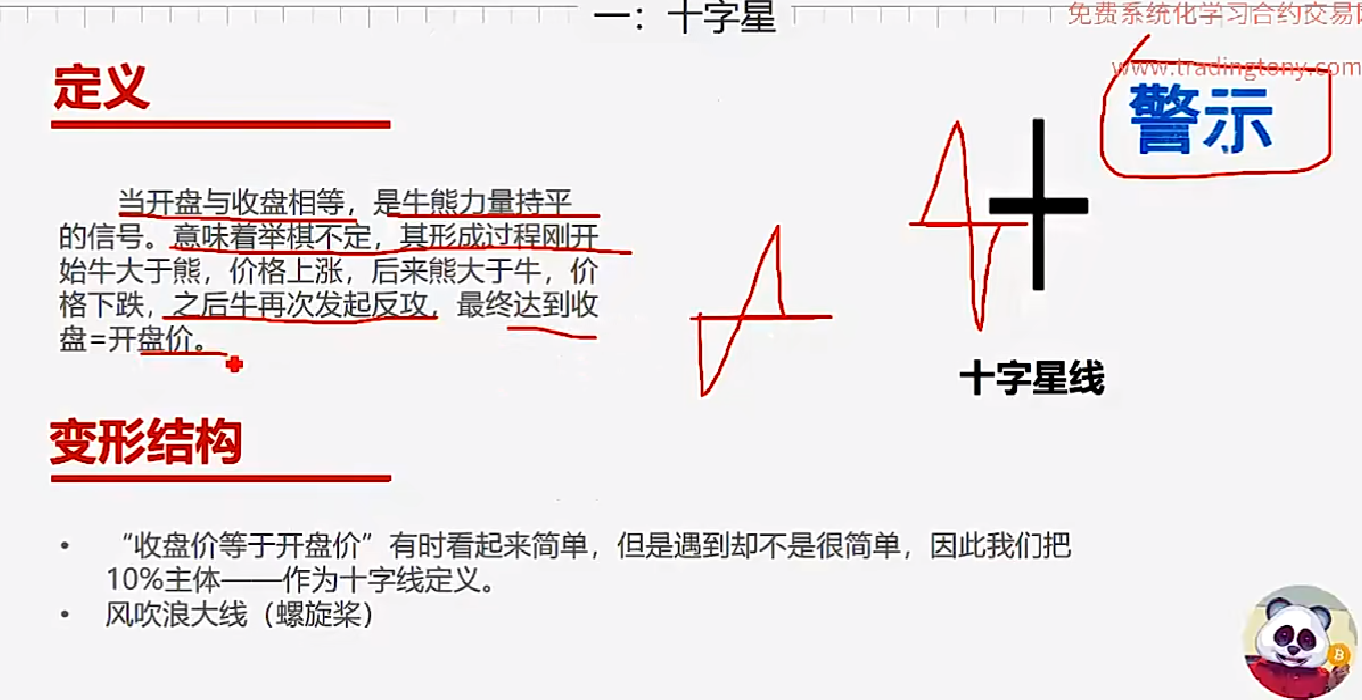 一：十字星
免费系统化学习合约交易
www.tradingtony.com
定义
警示
当开盘与收盘相等，是牛熊力量持平
的信号。意味着举棋不定，其形成过程刚开
始牛大于熊，价格上涨，后来熊大于牛，价
格下跌，之后牛再次发起反攻，最终达到收
盘=开盘价。
十字星线
变形结构
• “收盘价等于开盘价”有时看起来简单，但是遇到却不是很简单，因此我们把
10%主体——作为十字线定义。
• 风吹浪大线（螺旋桨）